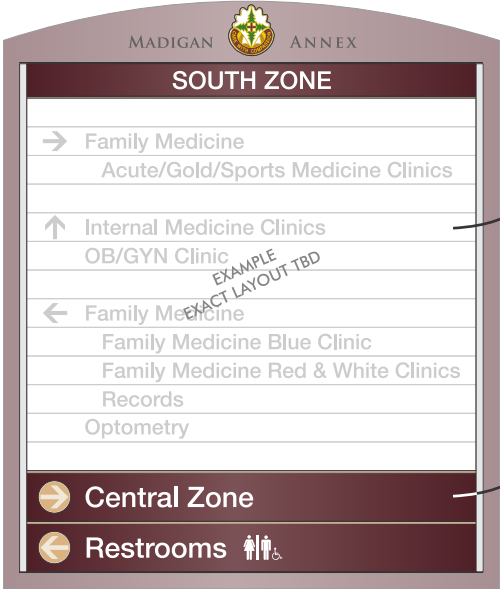 MADIGAN ANNEX
SOUTH ZONE
Family Medicine
Acute/Gold/Sports Medicine Clinics
Internal Medicine Clinics
OB/GYN Clinic
EXAMPLE
EXACT LAYOUT TBD
Family Medicine
Family Medicine Blue Clinic
Family Medicine Red & White Clinics
Records
Optometry
Central Zone
Restrooms